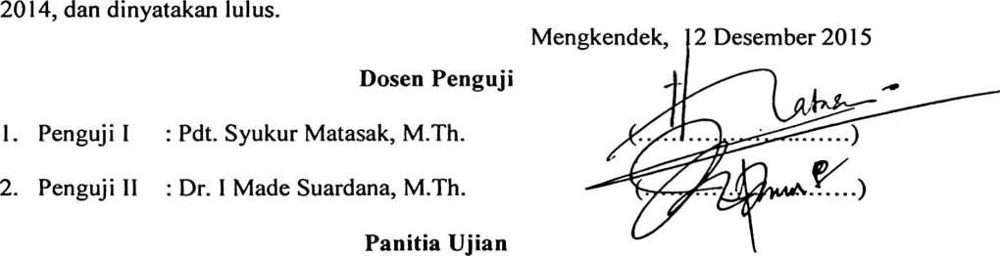 2014, dan dinyatakan lulus.
Mengkendek, 12 Desember 2015
Dosen Penguji
1. Penguji I : Pdt. Syukur Matasak, M.Th. (..............................)
2. Penguji II : Dr. I Made Suardana, M.Th. (..............................)
Panitia Ujian